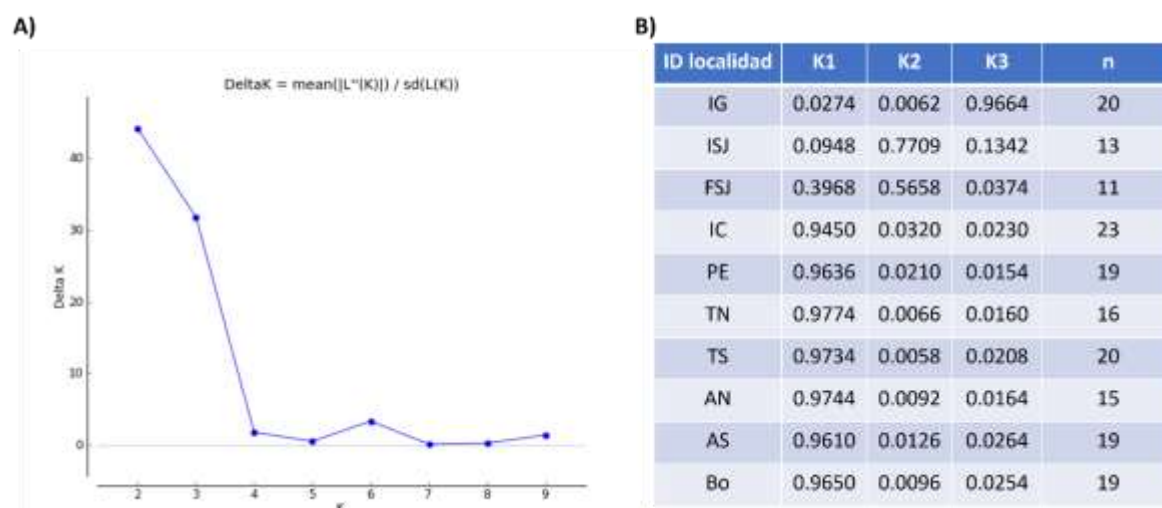 A)
DeltaK = mean(|L''(K)|) / sd(L(K))
Delta K
40
30
20
10
0
2 3 4 5 6 7 8 9
K
B)
ID localidad K1 K2 K3 n
IG 0.0274 0.0062 0.9664 20
ISJ 0.0948 0.7709 0.1342 13
FSJ 0.3968 0.5658 0.0374 11
IC 0.9450 0.0320 0.0230 23
PE 0.9636 0.0210 0.0154 19
TN 0.9774 0.0066 0.0160 16
TS 0.9734 0.0058 0.0208 20
AN 0.9744 0.0092 0.0164 15
AS 0.9610 0.0126 0.0264 19
Bo 0.9650 0.0096 0.0254 19